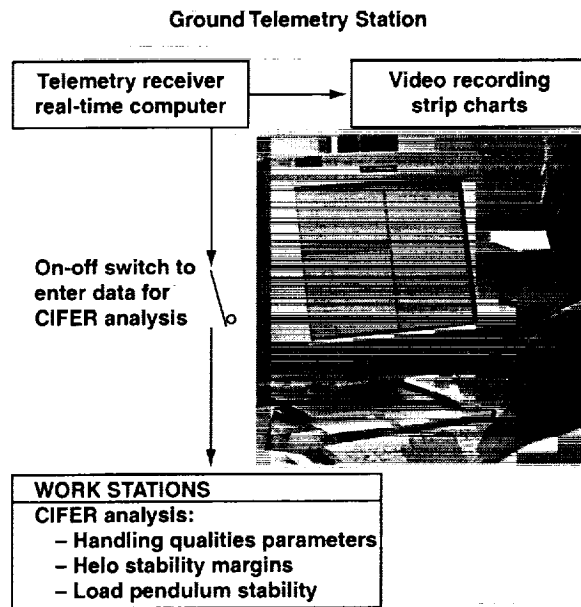 Ground Telemetry Station
Telemetry receiver
real-time computer
Video recording
strip charts
On-off switch to
enter data for
CIFER analysis
WORK STATIONS
CIFER analysis:
– Handling qualities parameters
– Helo stability margins
– Load pendulum stability